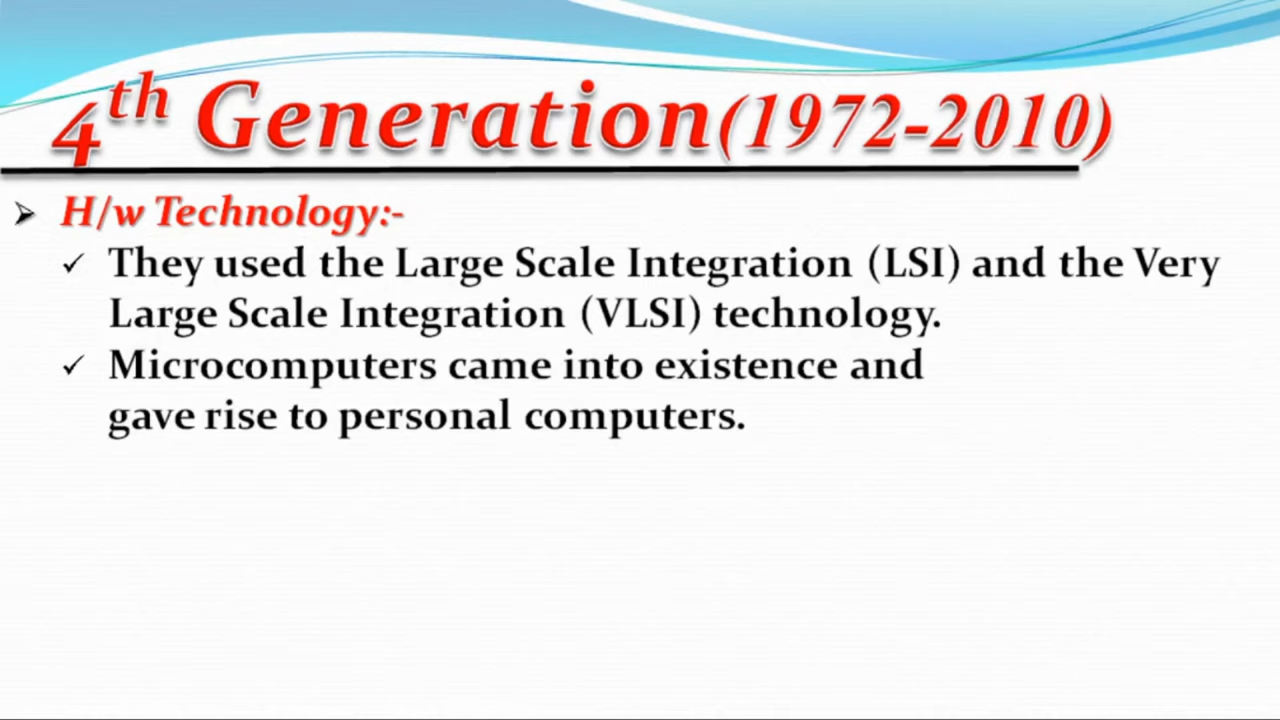 4th Generation(1972-2010)
H/w Technology:-
They used the Large Scale Integration (LSI) and the Very
Large Scale Integration (VLSI) technology.
Microcomputers came into existence and
gave rise to personal computers.